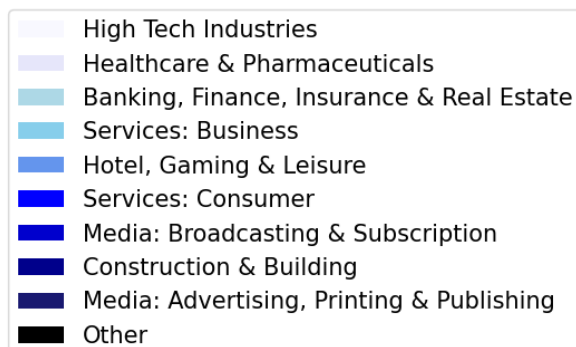 High Tech Industries
Healthcare & Pharmaceuticals
Banking, Finance, Insurance & Real Estate
Services: Business
Hotel, Gaming & Leisure
Services: Consumer
Media: Broadcasting & Subscription
Construction & Building
Media: Advertising, Printing & Publishing
Other